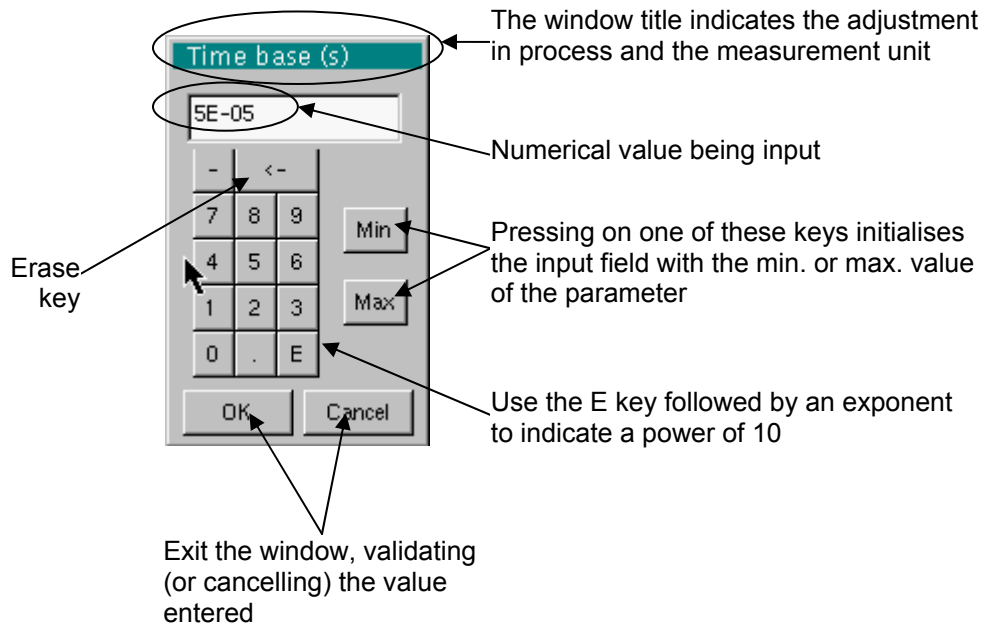 The window title indicates the adjustment
in process and the measurement unit
Time base (s)
5E-05
Numerical value being input
- <-
7 8 9
Min
Pressing on one of these keys initialises
the input field with the min. or max. value
of the parameter
Erase
key
4 5 6
1 2 3
Max
0 . E
Use the E key followed by an exponent
to indicate a power of 10
OK Cancel
Exit the window, validating
(or cancelling) the value
entered